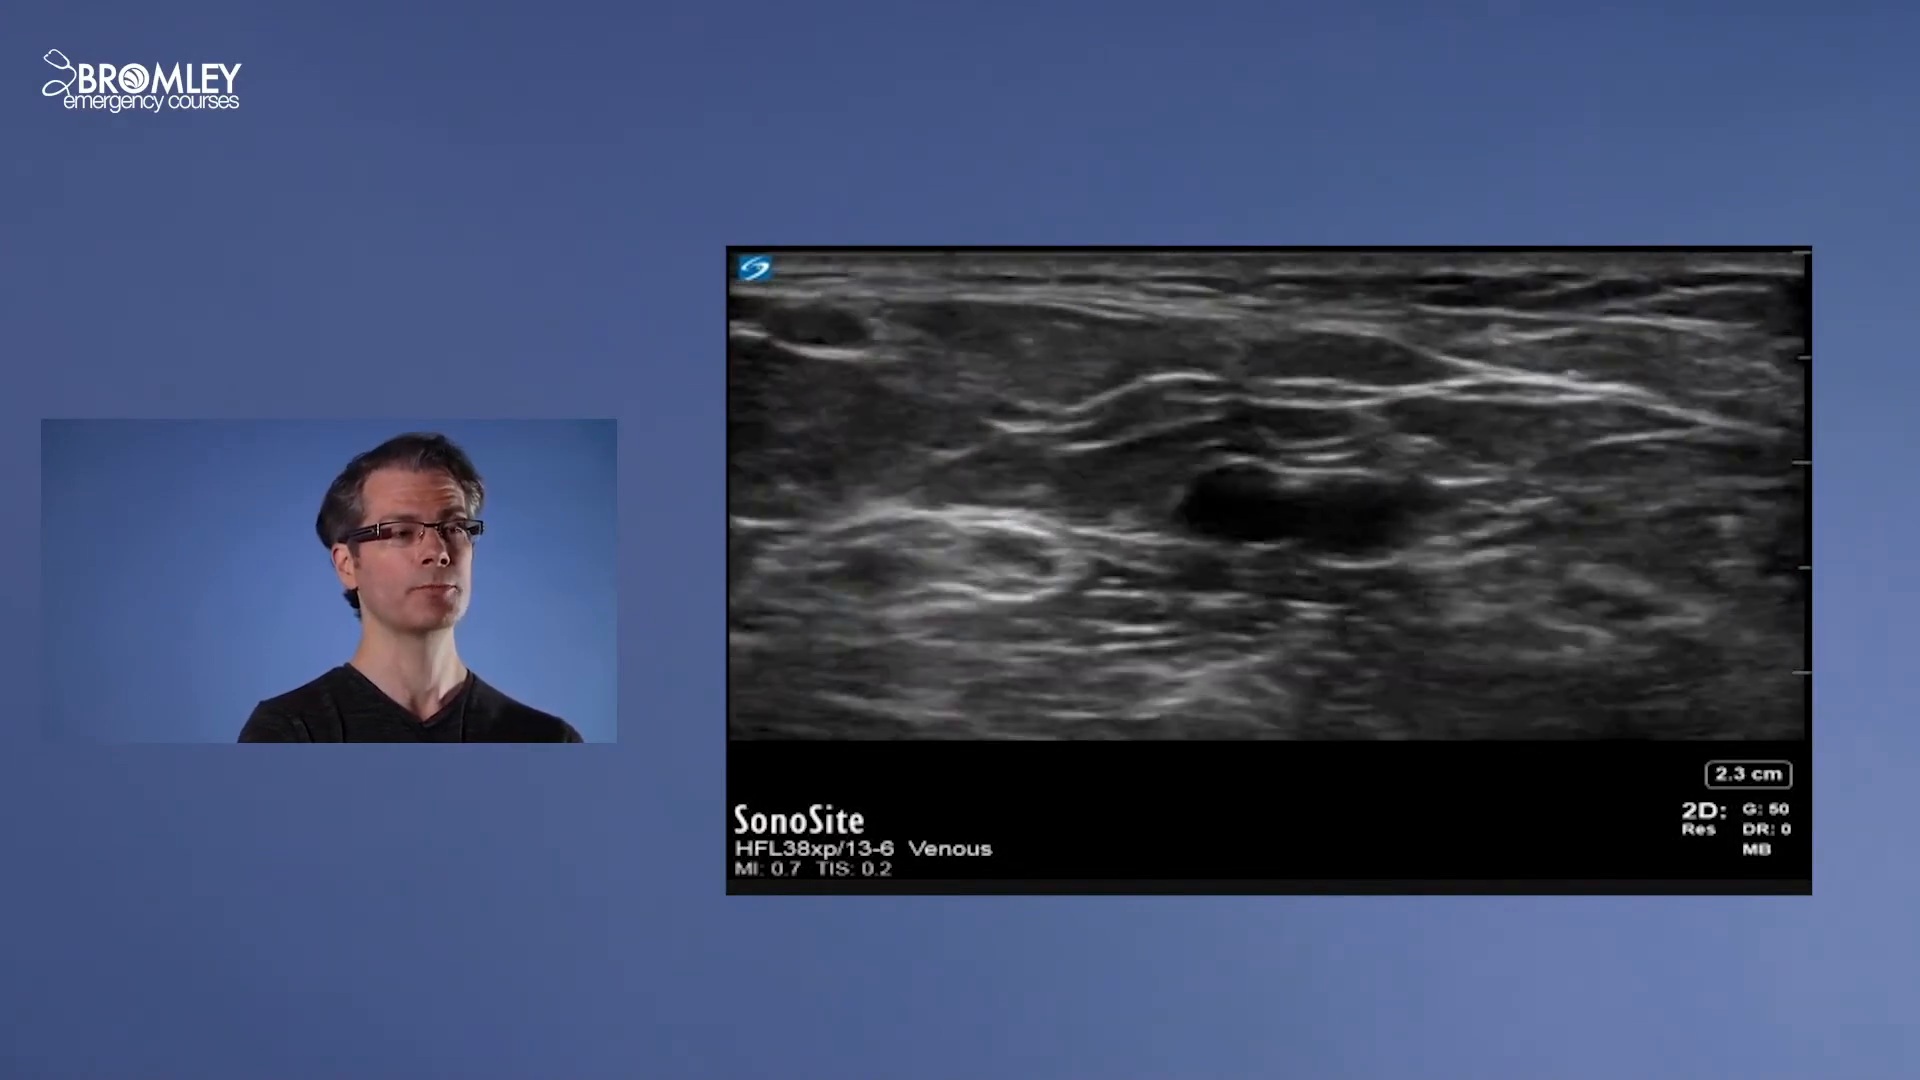 BROMLEY
emergency courses
2.3 cm
2D: G: 50
Res DR: 0
MB
SonoSite
HFL38xp/13-6 Venous
MI: 0.7 TIS: 0.2